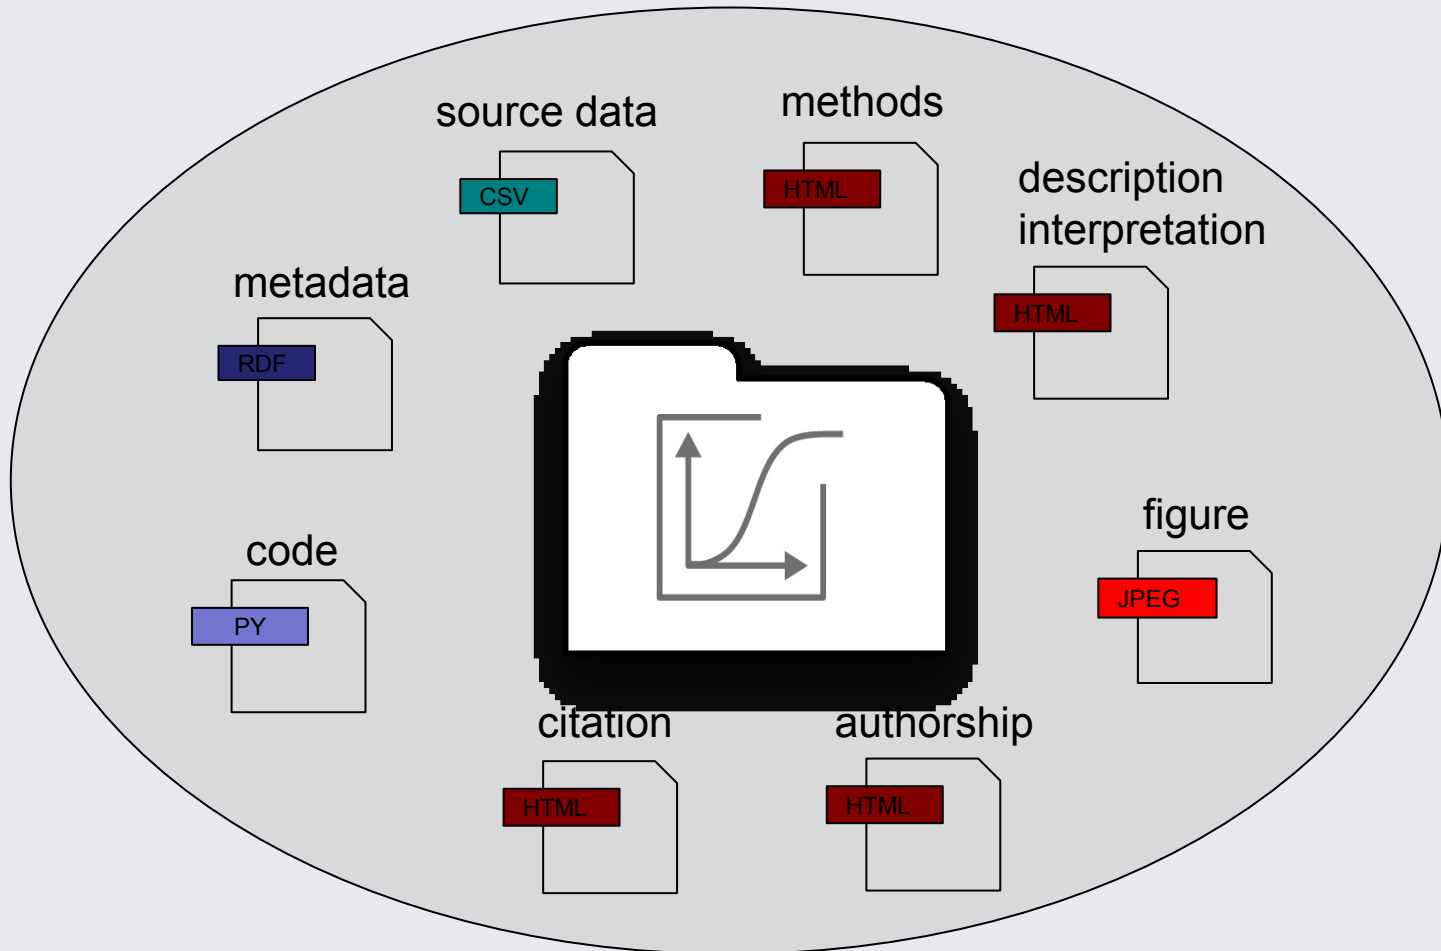 source data
CSV
methods
HTML
description
interpretation
HTML
metadata
RDF
figure
JPEG
code
PY
citation
HTML
authorship
HTML